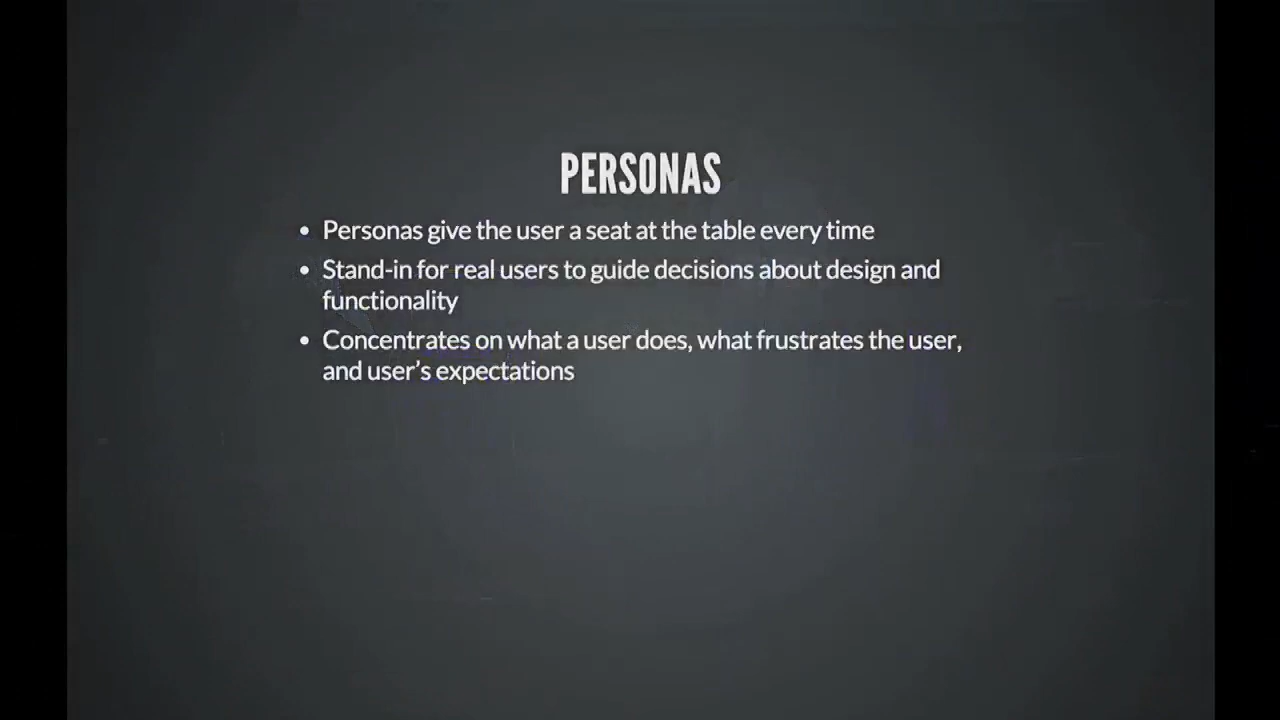 PERSONAS
• Personas give the user a seat at the table every time
• Stand-in for real users to guide decisions about design and
functionality
• Concentrates on what a user does, what frustrates the user,
and user’s expectations